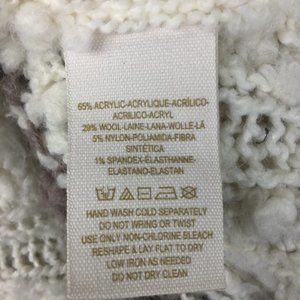 65% ACRYLIC-ACRYLIQUE-ACRÍLICO-
ACRILICO-ACRYL
29% WOOL-LAINE-LANA-WOLLE-LÃ
5% NYLON-POLIAMIDA-FIBRA
SINTÉTICA
1% SPANDEX-ÉLASTHANNE-
ELASTANO-ELASTAN
HAND WASH COLD SEPARATELY
DO NOT WRING OR TWIST
USE ONLY NON-CHLORINE BLEACH
RESHAPE & LAY FLAT TO DRY
LOW IRON AS NEEDED
DO NOT DRY CLEAN